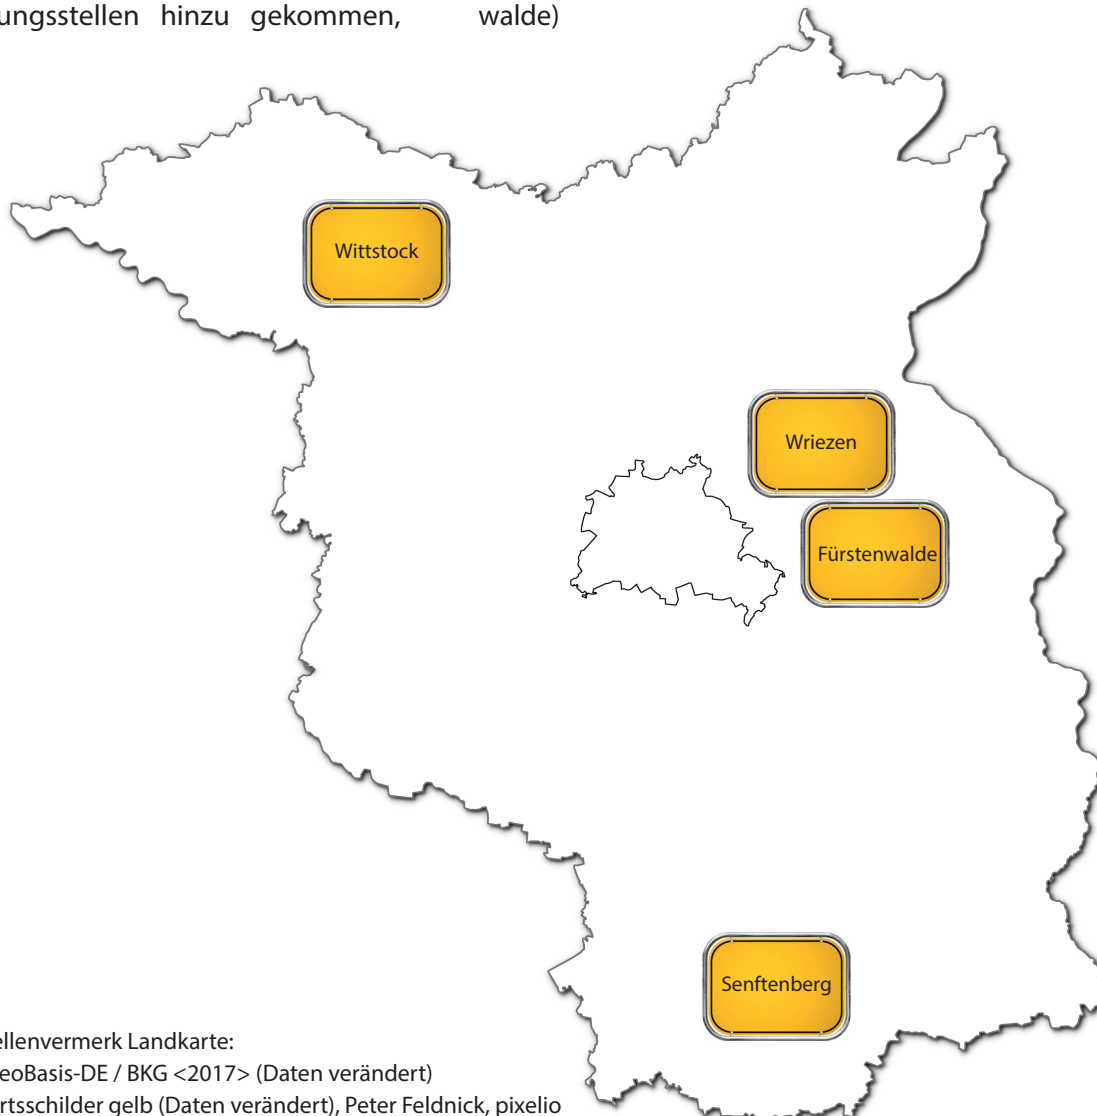 ungsstellen hinzu gekommen,
walde)
Wittstock
Wriezen
Fürstenwalde
Senftenberg
ellenvermerk Landkarte:
eoBasis-DE / BKG <2017> (Daten verändert)
rtsschilder gelb (Daten verändert), Peter Feldnick, pixelio